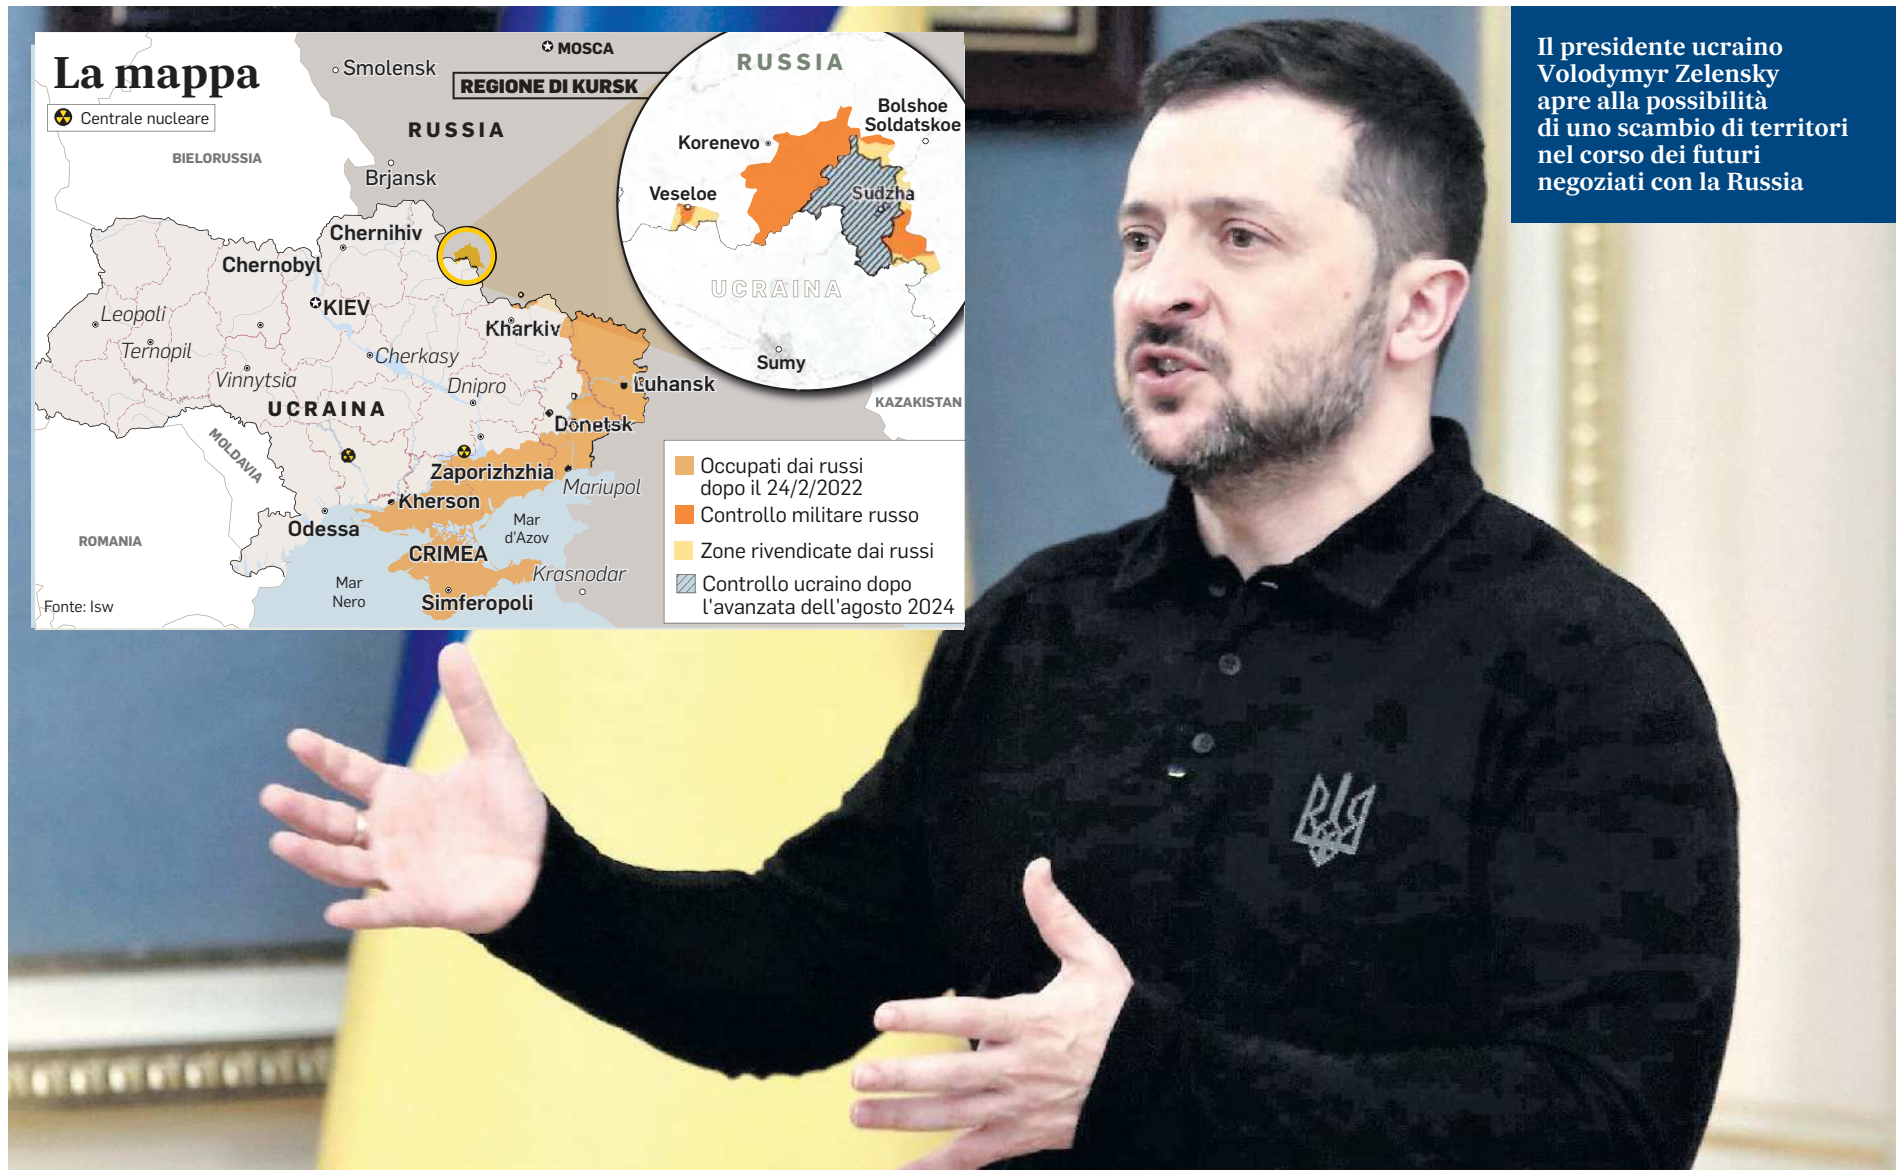 La mappa
Centrale nucleare
MOSCA
Smolensk
REGIONE DI KURSK
RUSSIA
BIELORUSSIA
Brjansk
Chernihiv
Chernobyl
KIEV
Leopoli
Ternopil
Vinnytsia
Cherkasy
Kharkiv
Dnipro
UCRAINA
Luhansk
Donetsk
MOLDAVIA
Zaporizhzhia
Mariupol
Kherson
Odessa
ROMANIA
Mar
d'Azov
CRIMEA
Krasnodar
Mar
Nero
Simferopoli
Fonte: Isw
KAZAKISTAN
RUSSIA
Bolshoe
Soldatskoe
Korenevo
Veseloe
Sudzha
UCRAINA
Sumy
Occupati dai russi
dopo il 24/2/2022
Controllo militare russo
Zone rivendicate dai russi
Controllo ucraino dopo
l'avanzata dell'agosto 2024
Il presidente ucraino
Volodymyr Zelensky
apre alla possibilità
di uno scambio di territori
nel corso dei futuri
negoziati con la Russia